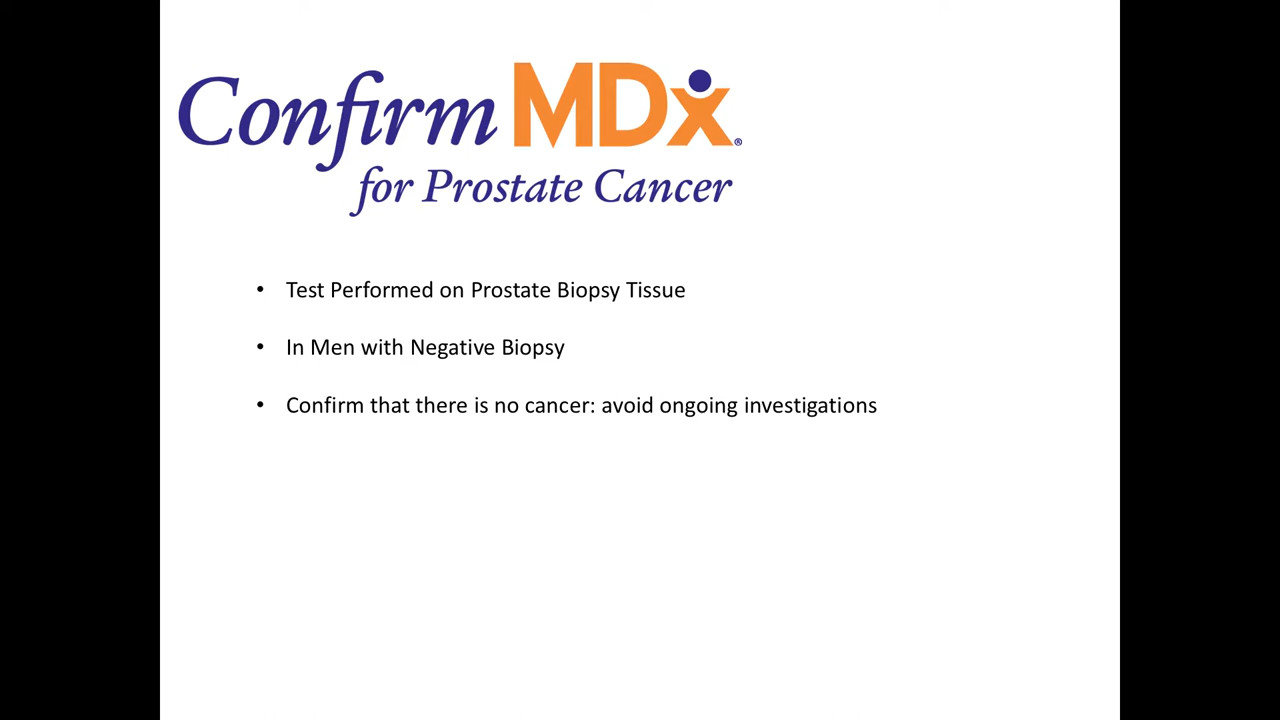 Confirm MDx®
for Prostate Cancer
• Test Performed on Prostate Biopsy Tissue
• In Men with Negative Biopsy
• Confirm that there is no cancer: avoid ongoing investigations